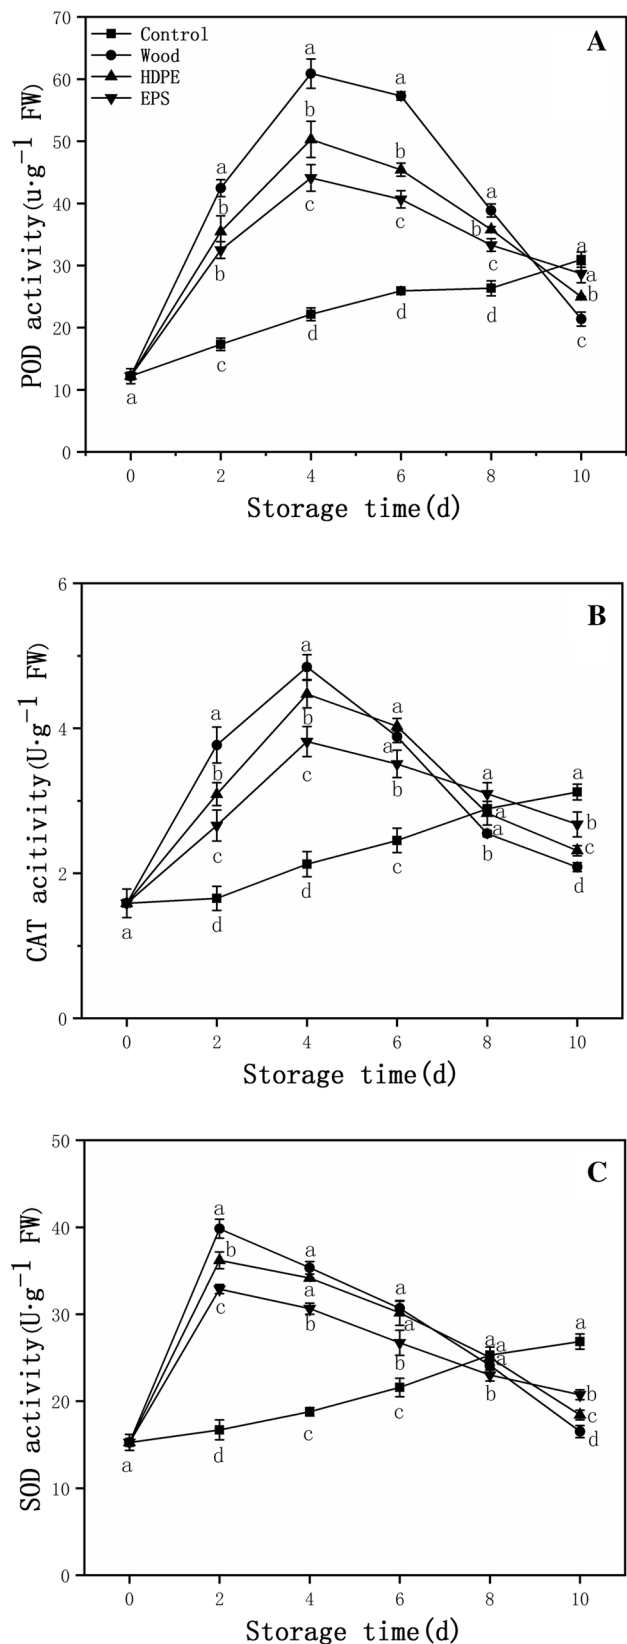 70
A
Control
Wood
HDPE
EPS
60
50
40
30
20
10
0
POD activity(u·g⁻¹ FW)
a
a
a
b
b
a
b
b
c
c
b
c
a
a
b
c
d
d
d
c
a
0 2 4 6 8 10
Storage time(d)
6
B
4
2
0
CAT acitivity(U·g⁻¹ FW)
a
a
a
b
b
a
c
b
a
a
a
a
b
b
c
d
d
c
d
a
0 2 4 6 8 10
Storage time(d)
50
C
40
30
20
10
0
SOD activity(U·g⁻¹ FW)
a
b
a
a
a
c
b
a
b
a
a
a
a
b
b
c
d
c
c
d
a
0 2 4 6 8 10
Storage time(d)